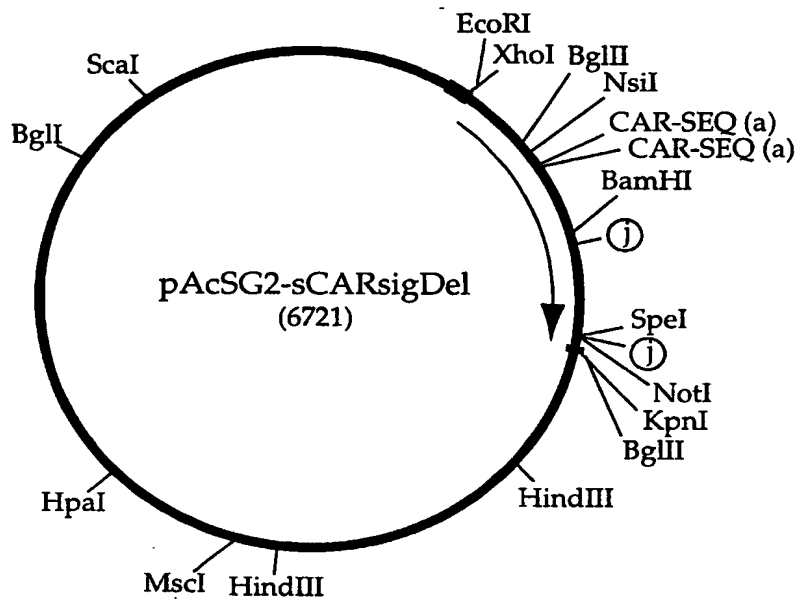 EcoRI
XhoI
BglII
NsiI
CAR-SEQ (a)
CAR-SEQ (a)
BamHI
j
ScaI
BglI
pAcSG2-sCARsigDel
(6721)
SpeI
j
NotI
KpnI
BglII
HindIII
HpaI
MscI
HindIII